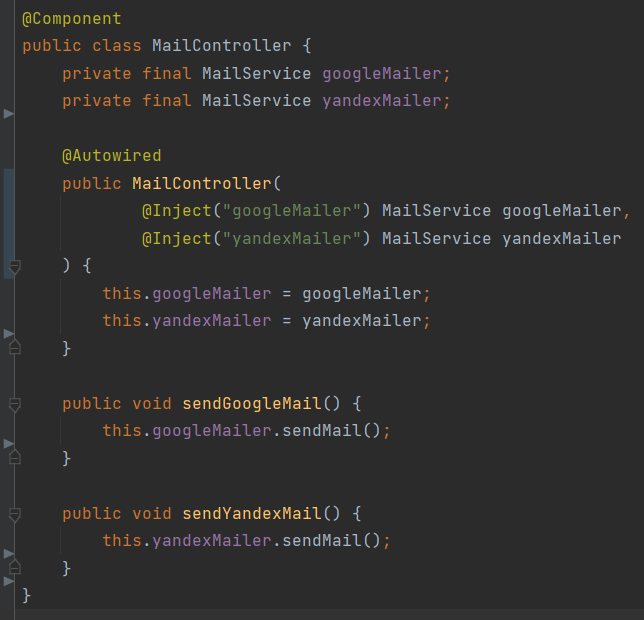 @Component
public class MailController {
    private final MailService googleMailer;
    private final MailService yandexMailer;

    @Autowired
    public MailController(
            @Inject("googleMailer") MailService googleMailer,
            @Inject("yandexMailer") MailService yandexMailer
    ) {
        this.googleMailer = googleMailer;
        this.yandexMailer = yandexMailer;
    }

    public void sendGoogleMail() {
        this.googleMailer.sendMail();
    }

    public void sendYandexMail() {
        this.yandexMailer.sendMail();
    }
}